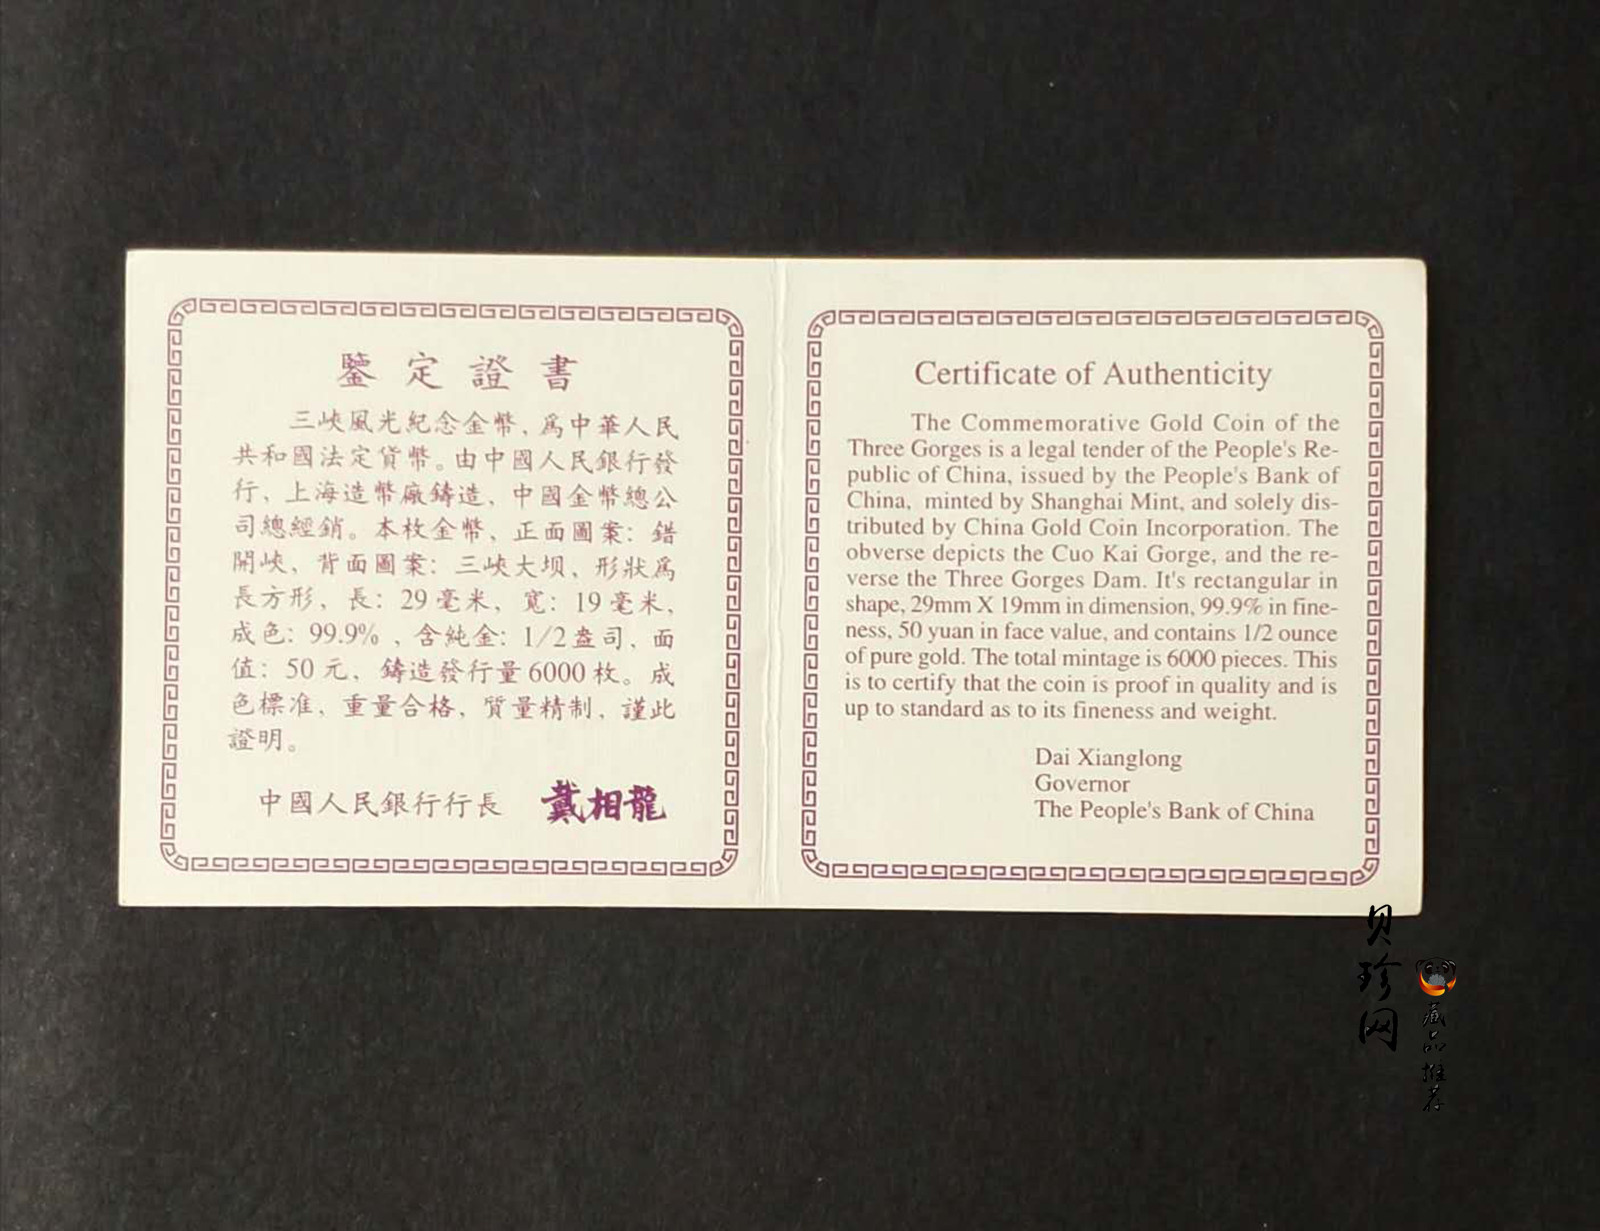 鑒定證書
三峽風光紀念金幣、爲中華人民
共和國法定貨幣。由中國人民銀行發
行、上海造幣廠鑄造、中國金幣總公
司總經銷。本枚金幣、正面圖案：錯
開峽、背面圖案：三峽大坝、形狀爲
長方形，長：29毫米，寬：19毫米，
成色：99.9%，含純金：1/2盎司，面
值：50元，鑄造發行量6000枚。成
色標准、重量合格，質量精制，謹此
證明。
中國人民銀行行長 戴相龍
Certificate of Authenticity
The Commemorative Gold Coin of the
Three Gorges is a legal tender of the People's Re-
public of China, issued by the People's Bank of
China, minted by Shanghai Mint, and solely dis-
tributed by China Gold Coin Incorporation. The
obverse depicts the Cuo Kai Gorge, and the re-
verse the Three Gorges Dam. It's rectangular in
shape, 29mm X 19mm in dimension, 99.9% in fine-
ness, 50 yuan in face value, and contains 1/2 ounce
of pure gold. The total mintage is 6000 pieces. This
is to certify that the coin is proof in quality and is
up to standard as to its fineness and weight.
Dai Xianglong
Governor
The People's Bank of China
贝珍网
藏品推荐